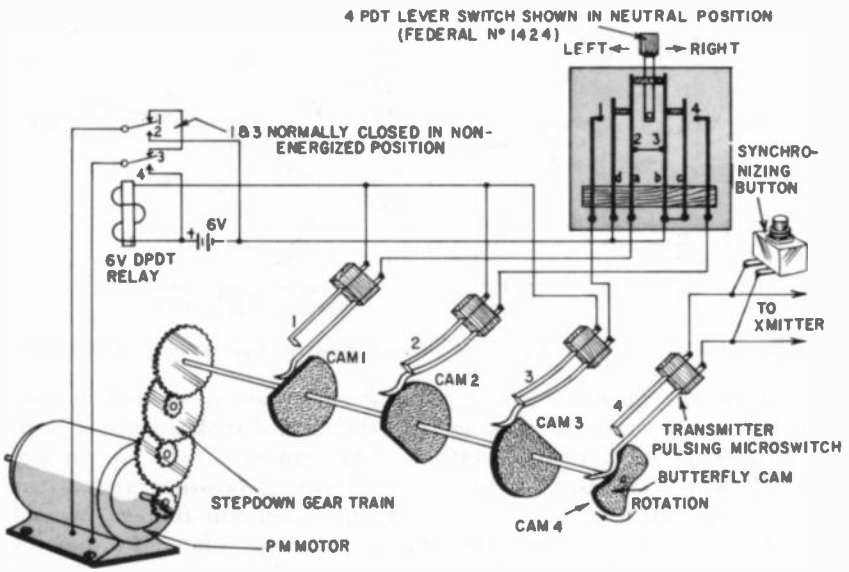 4 PDT LEVER SWITCH SHOWN IN NEUTRAL POSITION
(FEDERAL Nº 1424)
LEFT RIGHT
1
2
3
4
1 & 3 NORMALLY CLOSED IN NON-
ENERGIZED POSITION
1
4
2 3
d a b c
SYNCHRO-
NIZING
BUTTON
+
6V
6V DPDT
RELAY
1
CAM 1
2
CAM 2
3
CAM 3
4
TO
XMITTER
TRANSMITTER
PULSING MICROSWITCH
BUTTERFLY CAM
ROTATION
CAM 4
STEPDOWN GEAR TRAIN
PM MOTOR